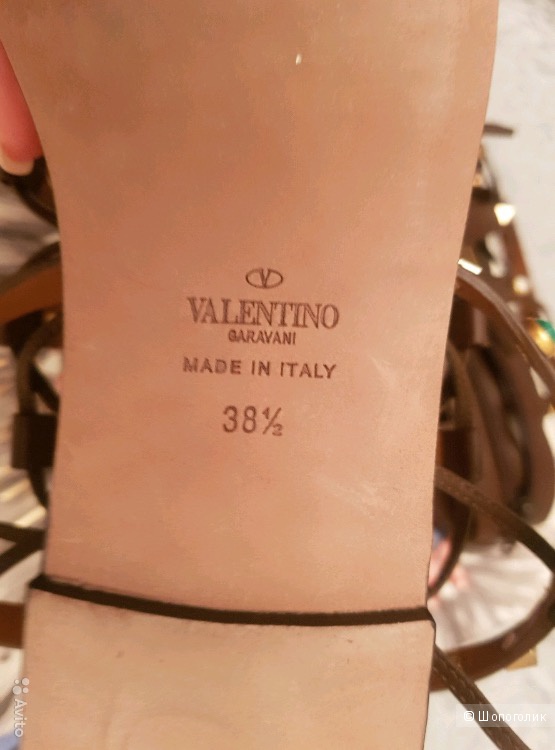 V
VALENTINO
GARAVANI
MADE IN ITALY
38½
Avito
© Шопоголик